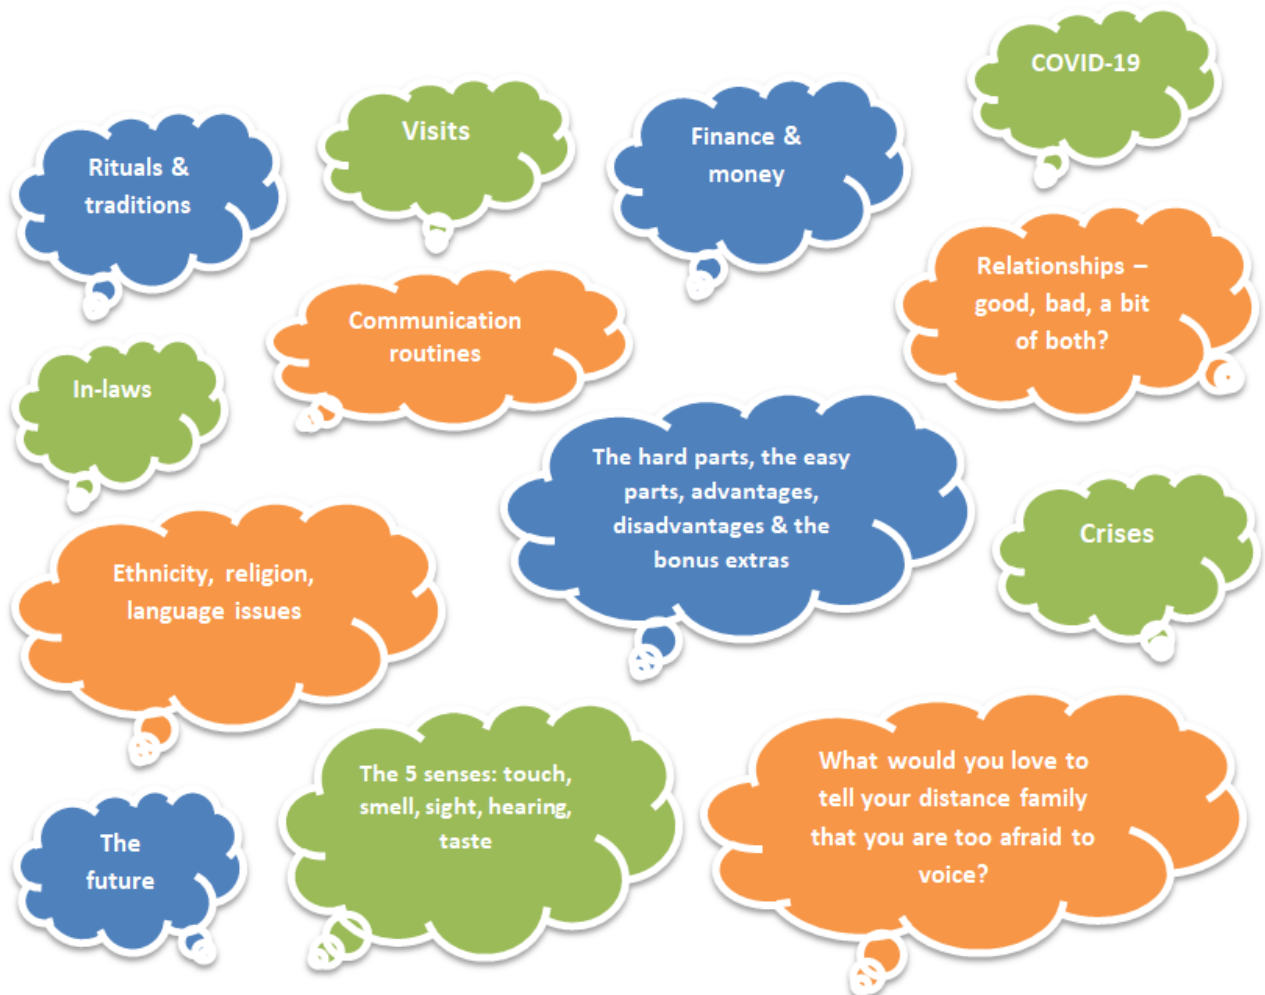 COVID-19
Visits
Finance &
money
Rituals &
traditions
Relationships –
good, bad, a bit
of both?
Communication
routines
In-laws
The hard parts, the easy
parts, advantages,
disadvantages & the
bonus extras
Crises
Ethnicity, religion,
language issues
The 5 senses: touch,
smell, sight, hearing,
taste
What would you love to
tell your distance family
that you are too afraid to
voice?
The
future